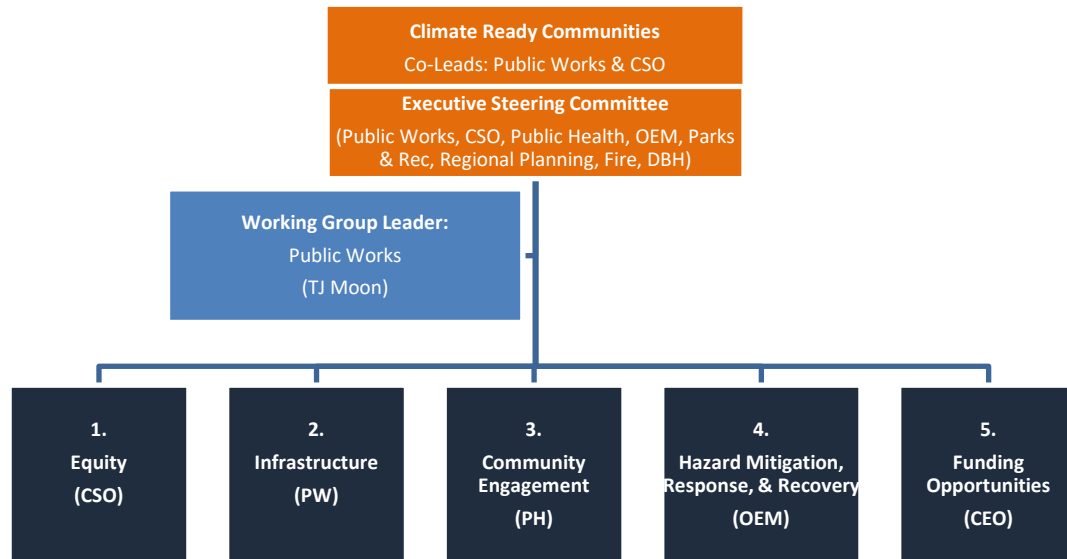 Climate Ready Communities
Co-Leads: Public Works & CSO
Executive Steering Committee
(Public Works, CSO, Public Health, OEM, Parks
& Rec, Regional Planning, Fire, DBH)
Working Group Leader:
Public Works
(TJ Moon)
1.
Equity
(CSO)
2.
Infrastructure
(PW)
3.
Community
Engagement
(PH)
4.
Hazard Mitigation,
Response, & Recovery
(OEM)
5.
Funding
Opportunities
(CEO)